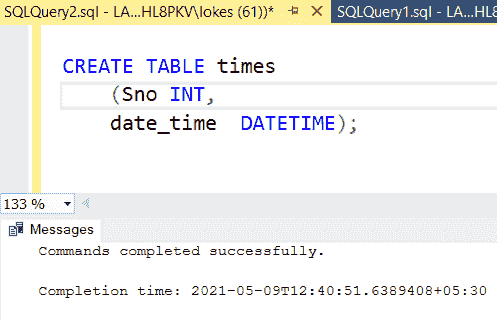 SQLQuery2.sql - LA...HL8PKV\lokes (61))* SQLQuery1.sql - LA...HL8
CREATE TABLE times
(Sno INT,
date_time DATETIME);
133 %
Messages
Commands completed successfully.
Completion time: 2021-05-09T12:40:51.6389408+05:30